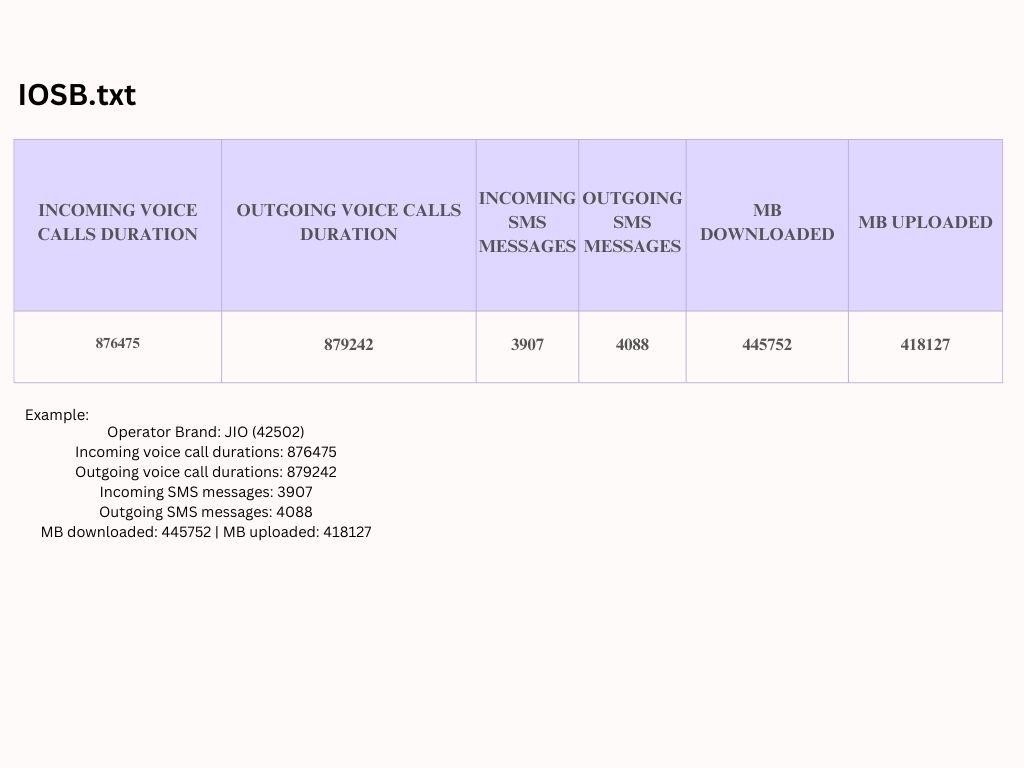 IOSB.txt
INCOMING VOICE
CALLS DURATION
OUTGOING VOICE CALLS
DURATION
INCOMING
SMS
MESSAGES
OUTGOING
SMS
MESSAGES
MB
DOWNLOADED
MB UPLOADED
876475
879242
3907
4088
445752
418127
Example:
Operator Brand: JIO (42502)
Incoming voice call durations: 876475
Outgoing voice call durations: 879242
Incoming SMS messages: 3907
Outgoing SMS messages: 4088
MB downloaded: 445752 | MB uploaded: 418127